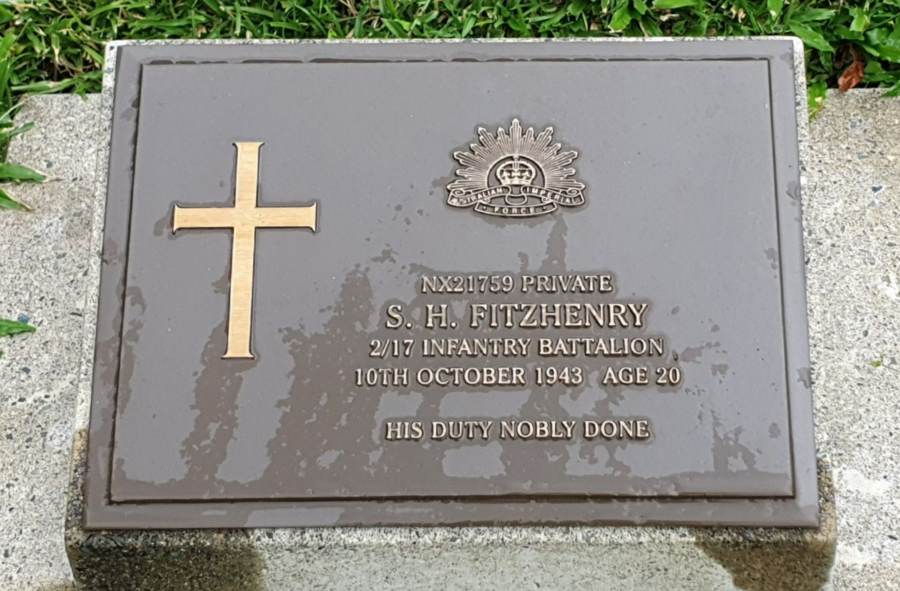 AUSTRALIAN IMPERIAL
FORCE
NX21759 PRIVATE
S. H. FITZHENRY
2/17 INFANTRY BATTALION
10TH OCTOBER 1943 AGE 20
HIS DUTY NOBLY DONE